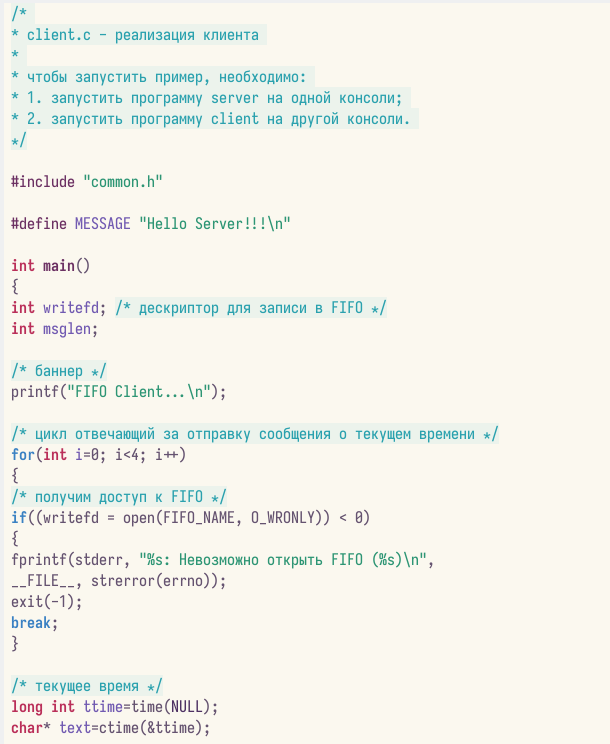 /*
* client.c - реализация клиента
*
* чтобы запустить пример, необходимо:
* 1. запустить программу server на одной консоли;
* 2. запустить программу client на другой консоли.
*/
#include "common.h"
#define MESSAGE "Hello Server!!!\n"
int main()
{
int writefd; /* дескриптор для записи в FIFO */
int msglen;
/* баннер */
printf("FIFO Client...\n");
/* цикл отвечающий за отправку сообщения о текущем времени */
for(int i=0; i<4; i++)
{
/* получим доступ к FIFO */
if((writefd = open(FIFO_NAME, O_WRONLY)) < 0)
{
fprintf(stderr, "%s: Невозможно открыть FIFO (%s)\n",
__FILE__, strerror(errno));
exit(-1);
break;
}
/* текущее время */
long int ttime=time(NULL);
char* text=ctime(&ttime);